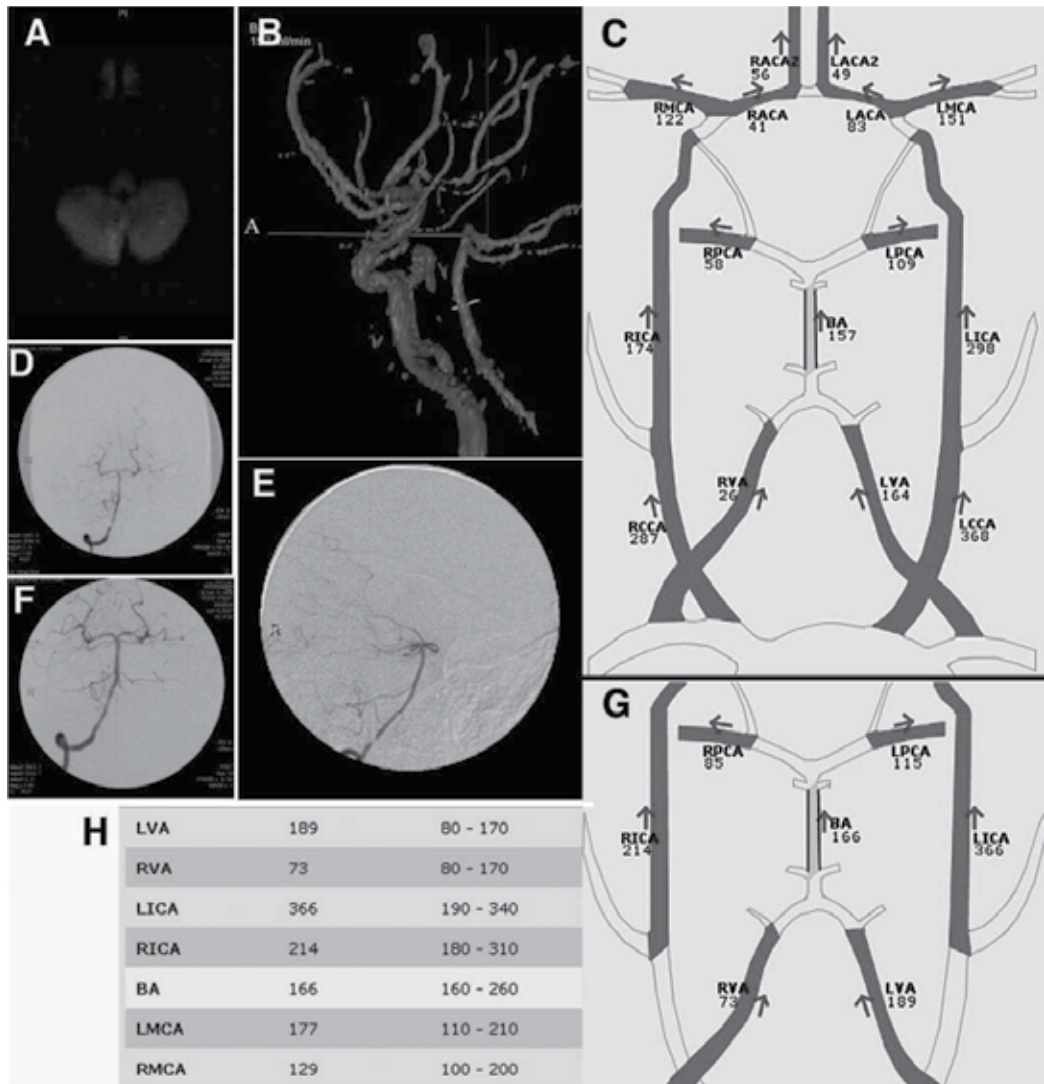 A
B
C
RACA2
56
LACA2
49
RMCA
122
RACA
41
LACA
83
LMCA
151
A
RPCA
58
LPCA
109
BA
157
RICA
174
LICA
298
D
E
RVA
26
LVA
164
RCCA
287
LCCA
368
F
G
RPCA
85
LPCA
115
RICA
214
BA
166
LICA
366
RVA
73
LVA
189
H
LVA 189 80 - 170
RVA 73 80 - 170
LICA 366 190 - 340
RICA 214 180 - 310
BA 166 160 - 260
LMCA 177 110 - 210
RMCA 129 100 - 200